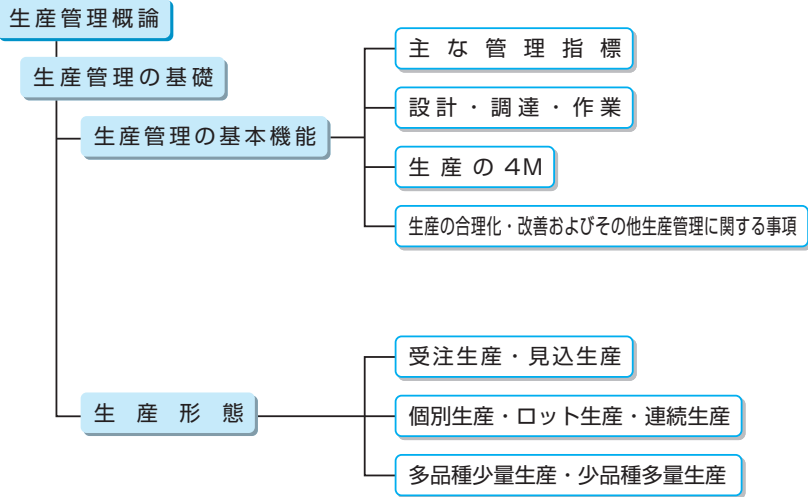 生産管理概論
生産管理の基礎
生産管理の基本機能
主な管理指標
設計・調達・作業
生産の4M
生産の合理化・改善およびその他生産管理に関する事項
生産形態
受注生産・見込生産
個別生産・ロット生産・連続生産
多品種少量生産・少品種多量生産